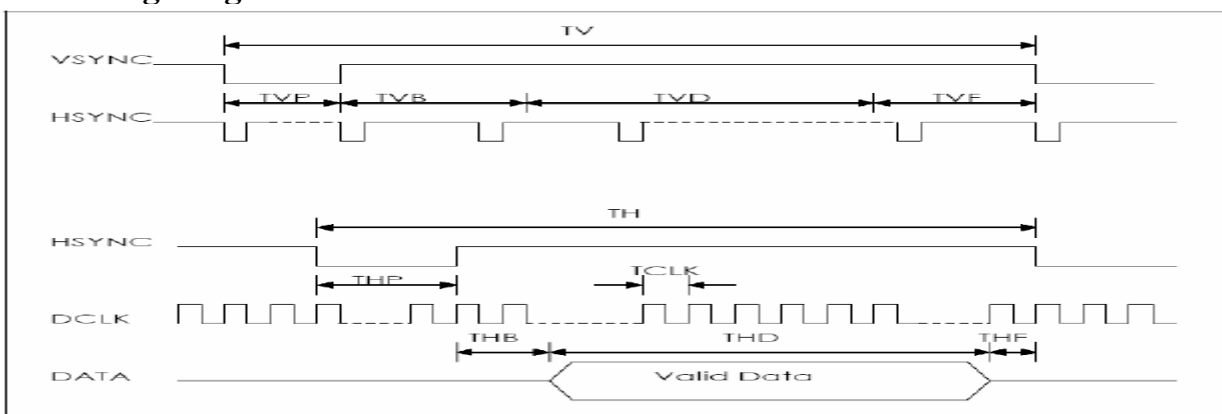 TV
VSYNC
TVP TVB TVD TVF
HSYNC
TH
HSYNC
THP TCLK
DCLK
THB THD THF
DATA Valid Data